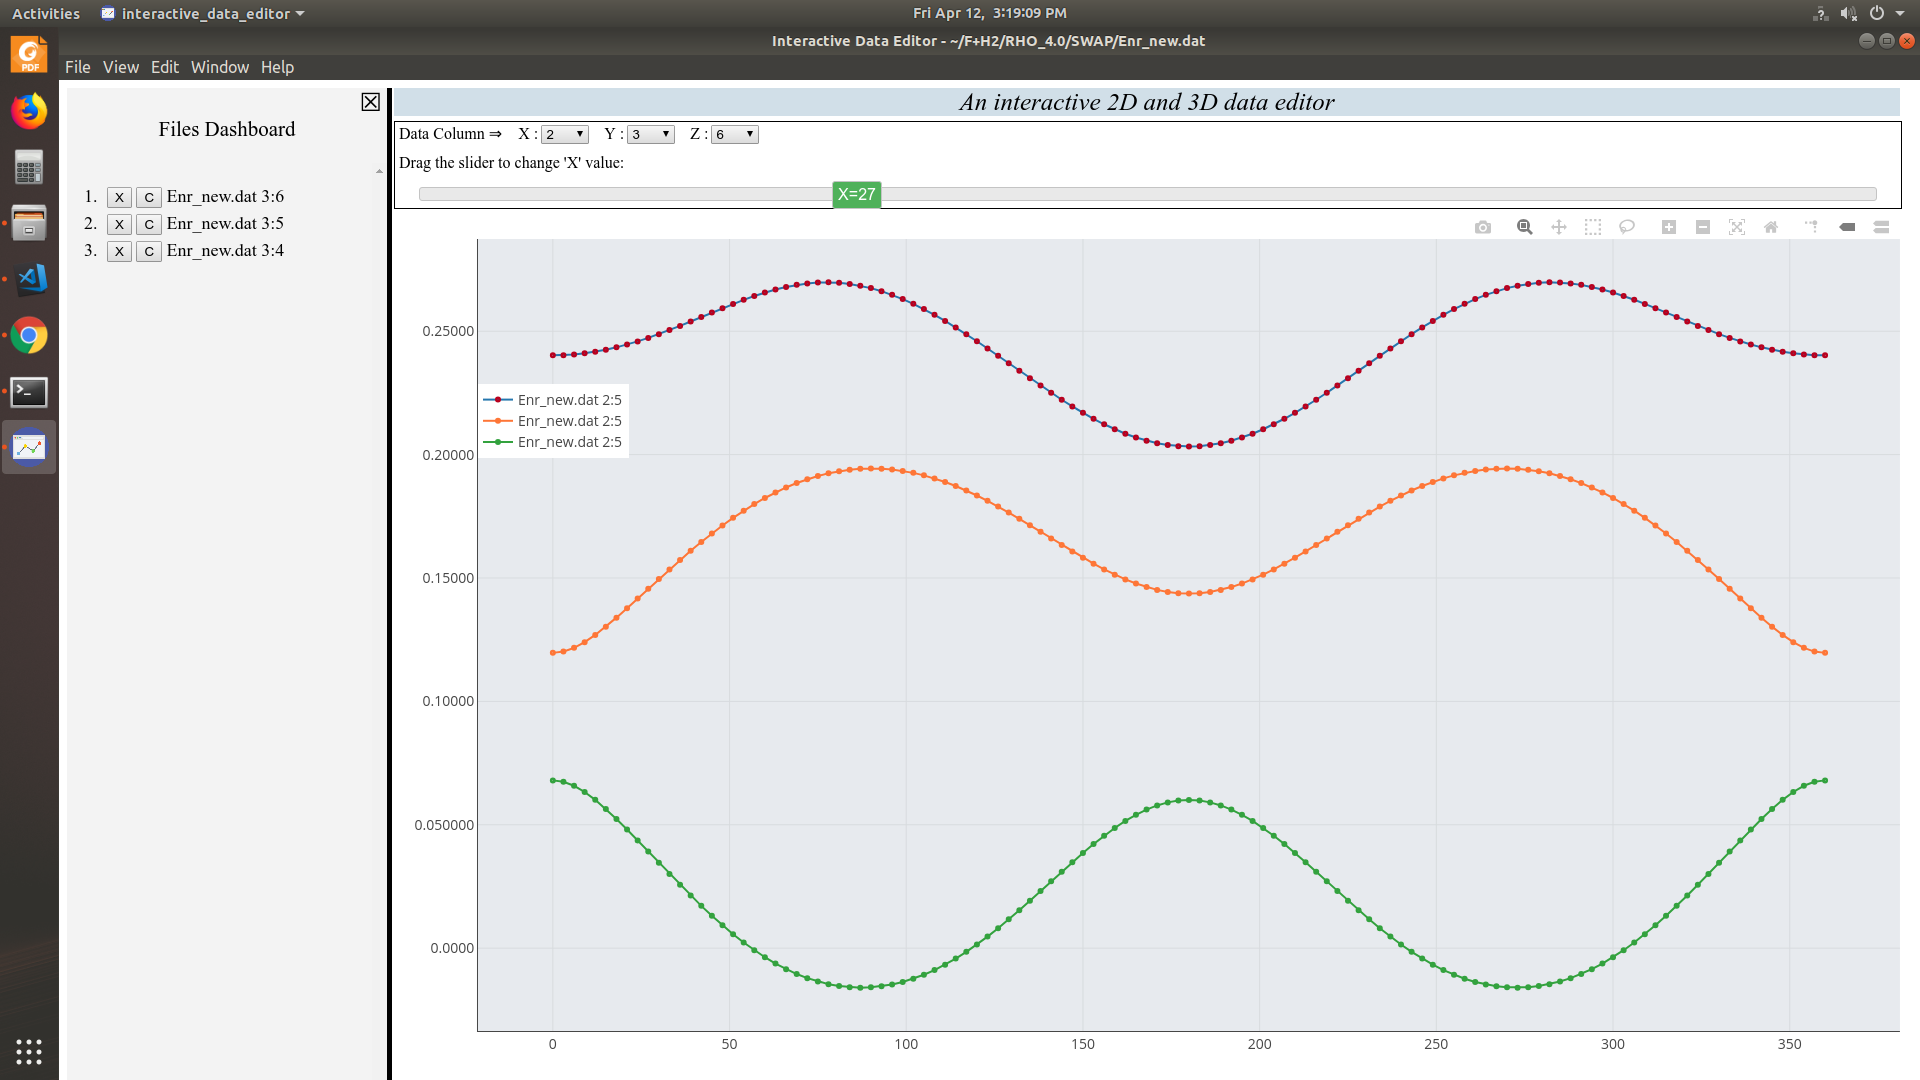 Activities interactive_data_editor Fri Apr 12, 3:19:09 PM
Interactive Data Editor - ~/F+H2/RHO_4.0/SWAP/Enr_new.dat
File View Edit Window Help
PDF
Files Dashboard
1. X C Enr_new.dat 3:6
2. X C Enr_new.dat 3:5
3. X C Enr_new.dat 3:4
An interactive 2D and 3D data editor
Data Column ⇒ X : 2 Y : 3 Z : 6
Drag the slider to change 'X' value:
X=27
0.25000
0.20000
0.15000
0.10000
0.050000
0.0000
Enr_new.dat 2:5
Enr_new.dat 2:5
Enr_new.dat 2:5
0 50 100 150 200 250 300 350